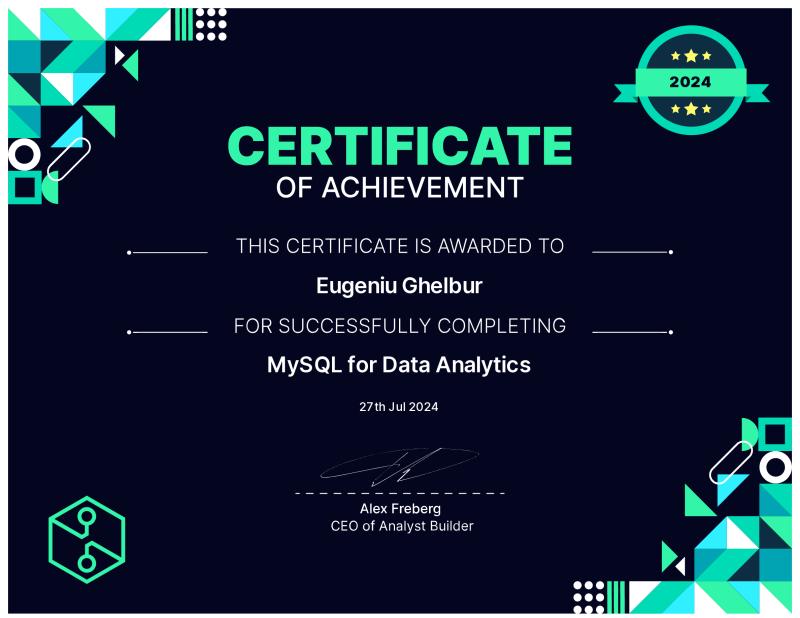 2024
CERTIFICATE
OF ACHIEVEMENT
THIS CERTIFICATE IS AWARDED TO
Eugeniu Ghelbur
FOR SUCCESSFULLY COMPLETING
MySQL for Data Analytics
27th Jul 2024
Alex Freberg
CEO of Analyst Builder